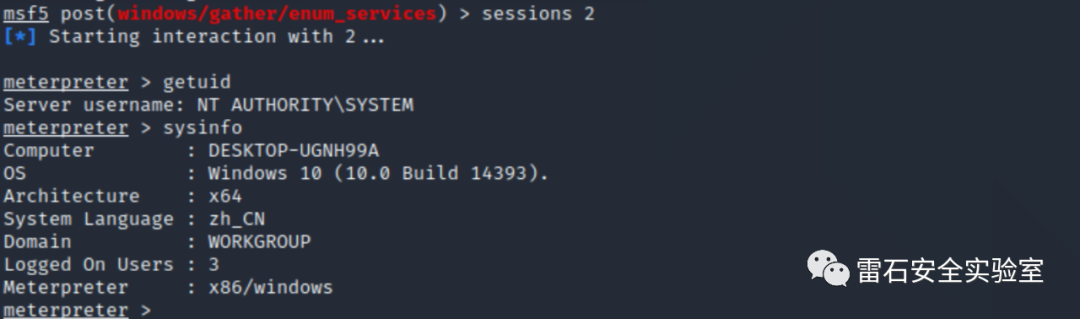 msf5 post(windows/gather/enum_services) > sessions 2
[*] Starting interaction with 2...
meterpreter > getuid
Server username: NT AUTHORITY\SYSTEM
meterpreter > sysinfo
Computer        : DESKTOP-UGNH99A
OS              : Windows 10 (10.0 Build 14393).
Architecture    : x64
System Language : zh_CN
Domain          : WORKGROUP
Logged On Users : 3
Meterpreter     : x86/windows
meterpreter >
雷石安全实验室